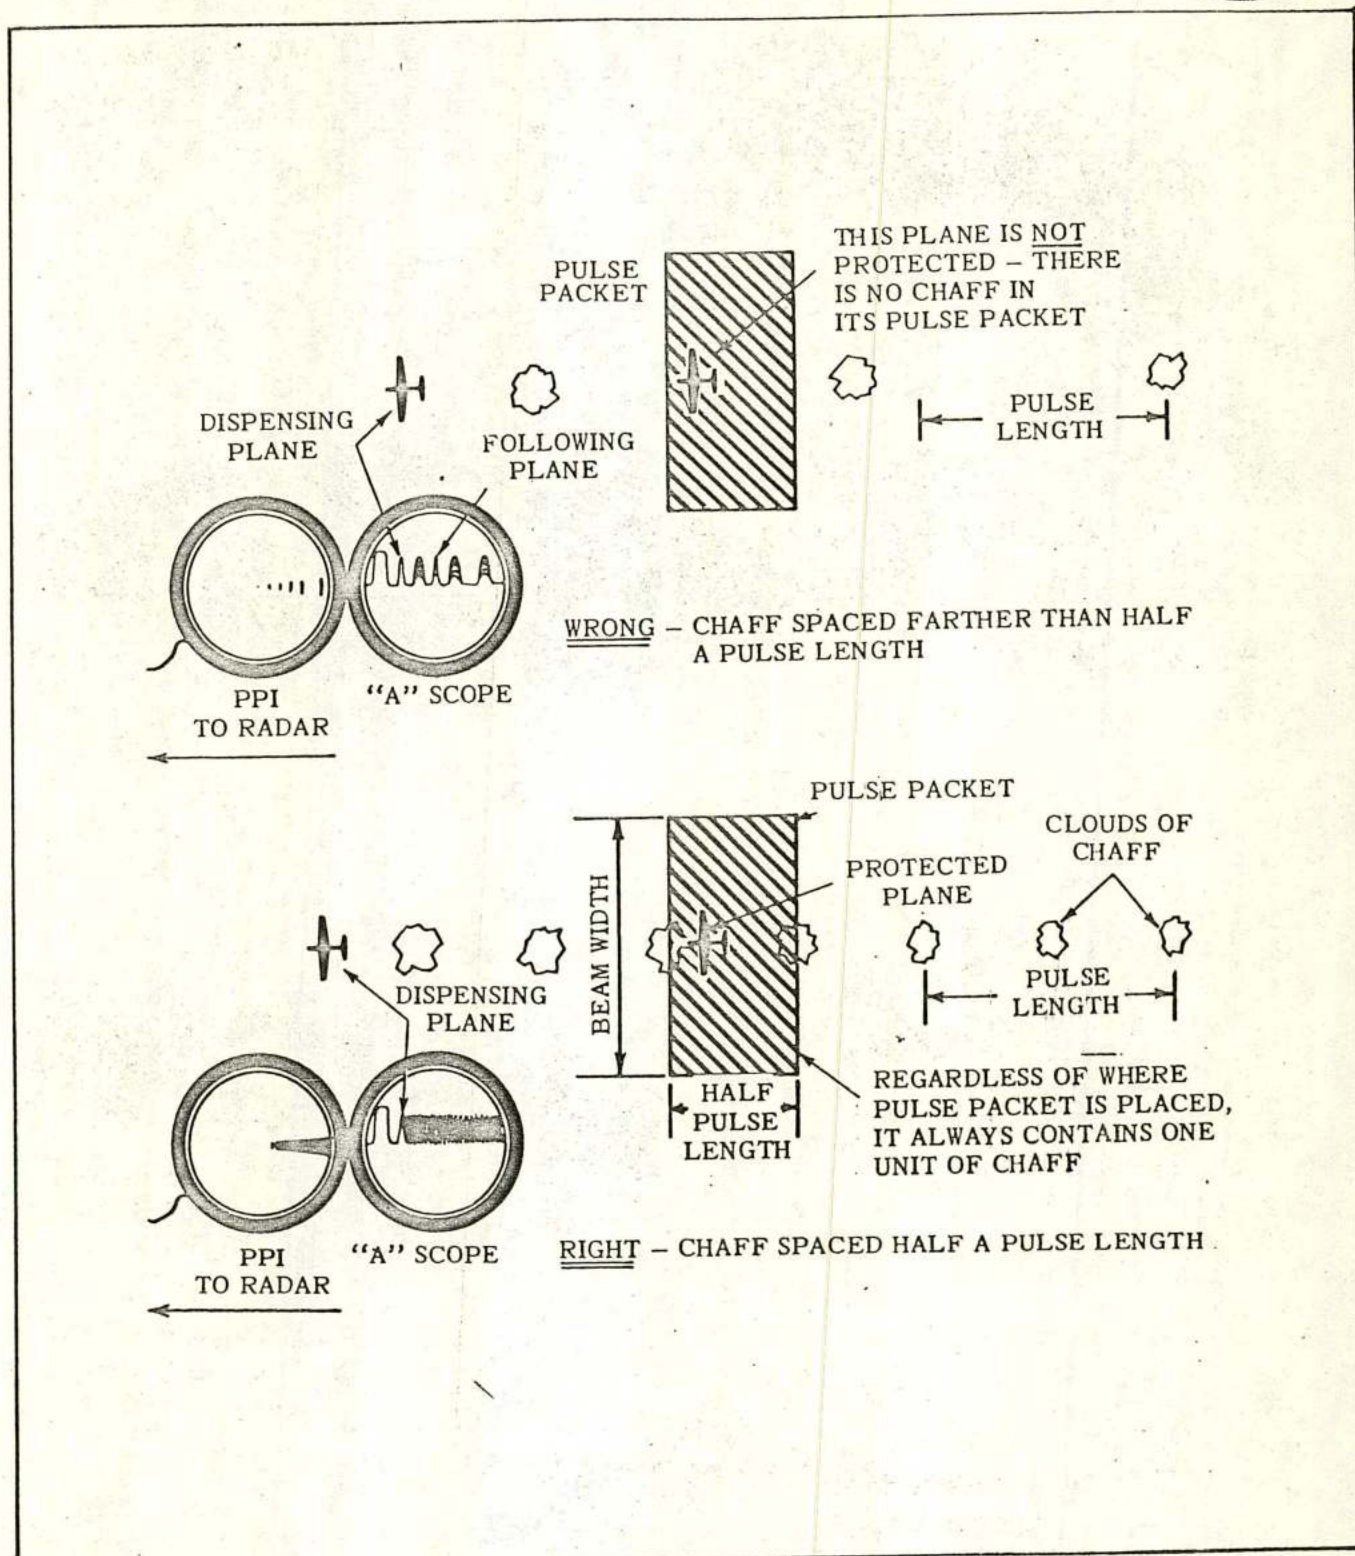 THIS PLANE IS NOT
PROTECTED – THERE
IS NO CHAFF IN
ITS PULSE PACKET
PULSE
PACKET
DISPENSING
PLANE
FOLLOWING
PLANE
PULSE
LENGTH
WRONG – CHAFF SPACED FARTHER THAN HALF
A PULSE LENGTH
PPI
TO RADAR
“A” SCOPE
PULSE PACKET
CLOUDS OF
CHAFF
PROTECTED
PLANE
BEAM WIDTH
DISPENSING
PLANE
PULSE
LENGTH
HALF
PULSE
LENGTH
REGARDLESS OF WHERE
PULSE PACKET IS PLACED,
IT ALWAYS CONTAINS ONE
UNIT OF CHAFF
RIGHT – CHAFF SPACED HALF A PULSE LENGTH
PPI
TO RADAR
“A” SCOPE